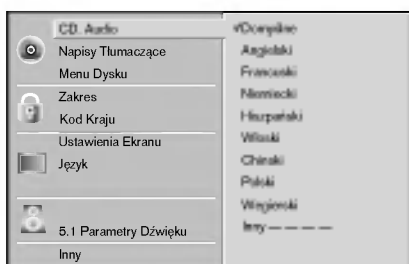 CD. Audio
Napisy Tłumaczące
Menu Dysku
Zakres
Kod Kraju
Ustawienia Ekranu
Język
5.1 Parametry Dźwięku
Inny
Angielski
Francuski
Niemiecki
Hiszpański
Włoski
Chiński
Polski
Węgierski
Inny – – – –